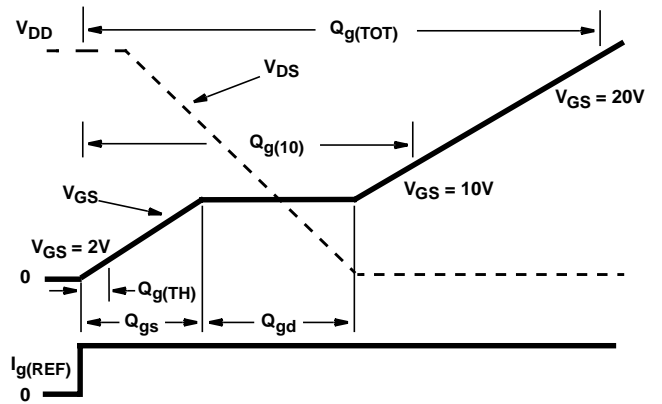 V_DD
Q_g(TOT)
V_DS
V_GS = 20V
Q_g(10)
V_GS
V_GS = 10V
V_GS = 2V
0
Q_g(TH)
Q_gs
Q_gd
I_g(REF)
0